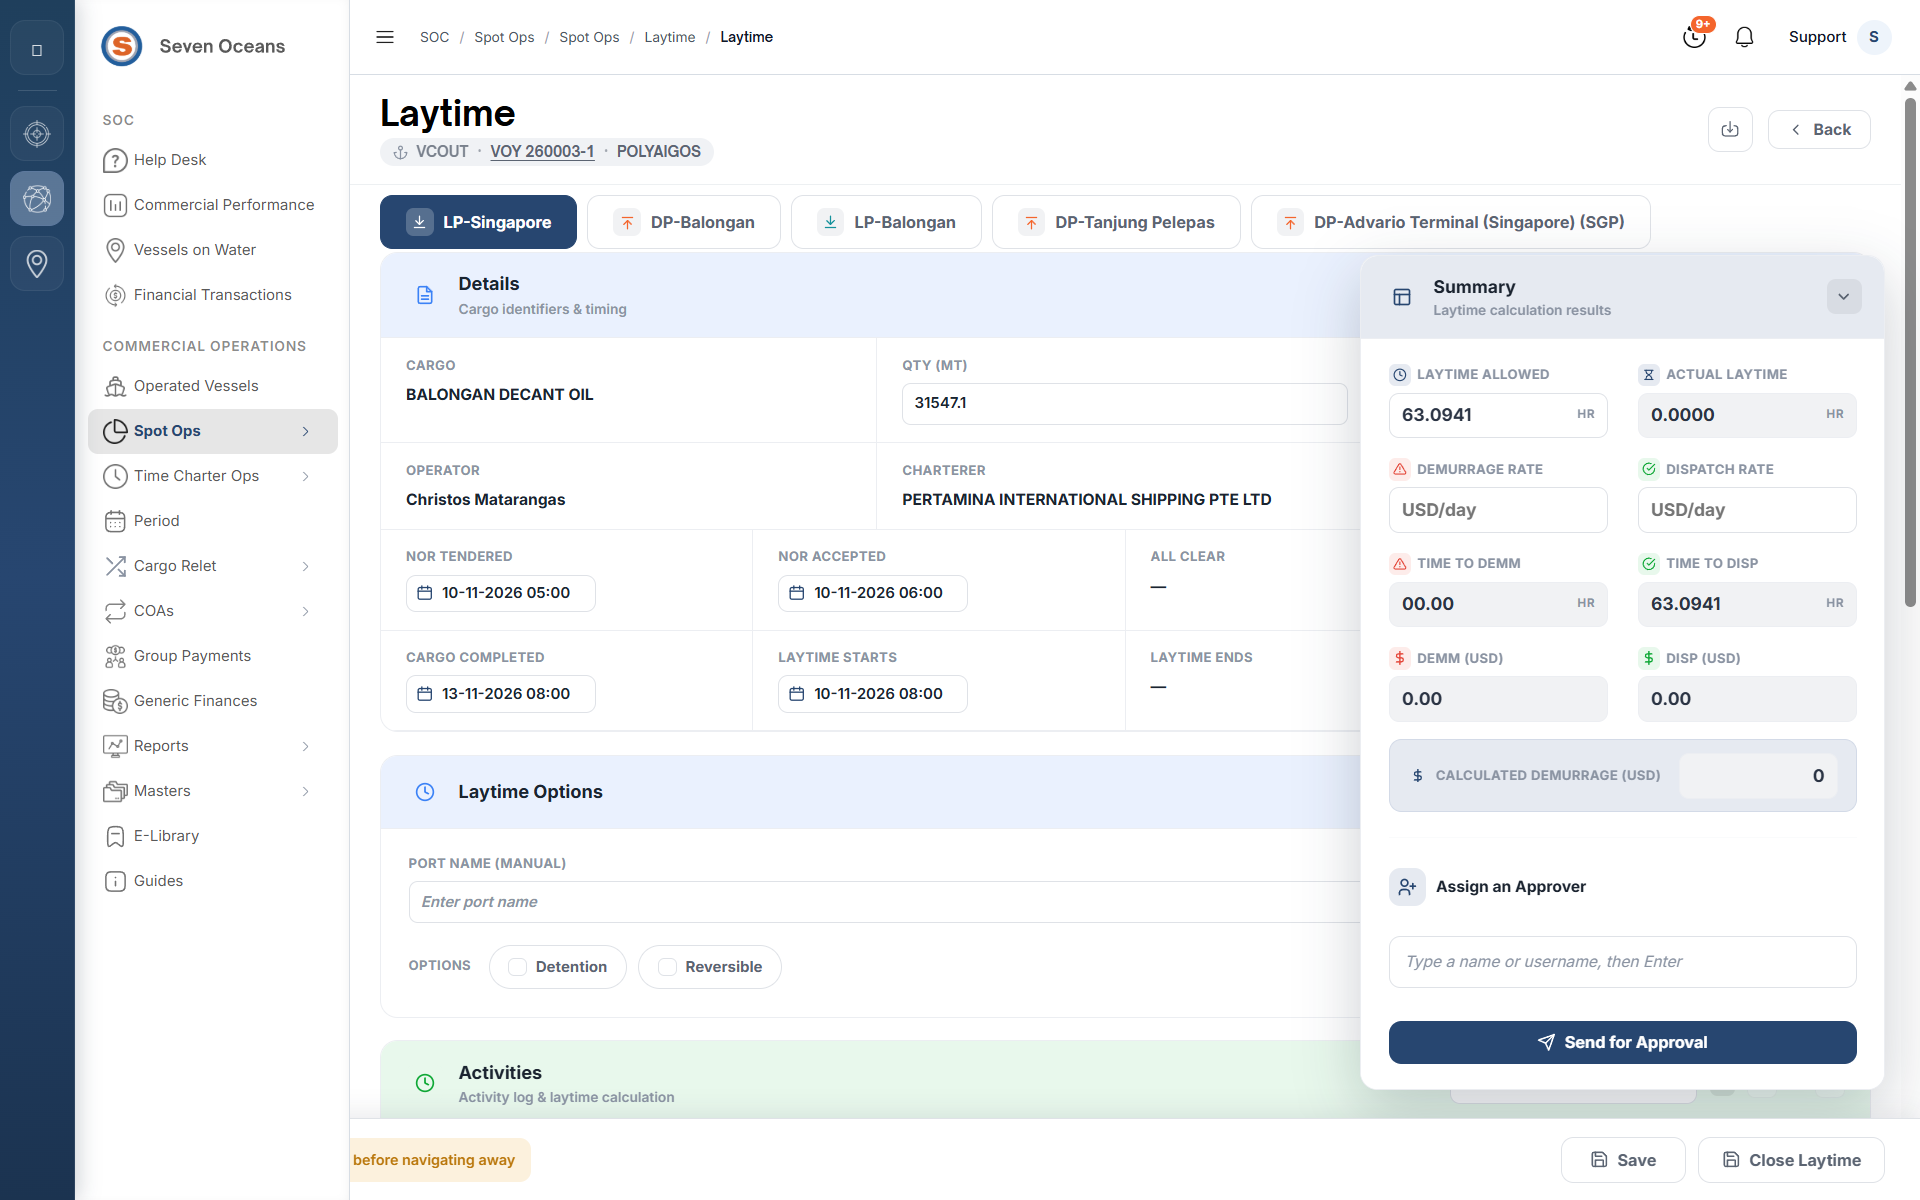 Seven Oceans
SOC
Help Desk
Commercial Performance
Vessels on Water
Financial Transactions
COMMERCIAL OPERATIONS
Operated Vessels
Spot Ops
Time Charter Ops
Period
Cargo Relet
COAs
Group Payments
Generic Finances
Reports
Masters
E-Library
Guides
SOC / Spot Ops / Spot Ops / Laytime / Laytime
9+
Support S
Laytime
VCOUT · VOY 260003-1 · POLYAIGOS
Back
LP-Singapore
DP-Balongan
LP-Balongan
DP-Tanjung Pelepas
DP-Advario Terminal (Singapore) (SGP)
Details
Cargo identifiers & timing
CARGO
BALONGAN DECANT OIL
QTY (MT)
31547.1
OPERATOR
Christos Matarangas
CHARTERER
PERTAMINA INTERNATIONAL SHIPPING PTE LTD
NOR TENDERED
10-11-2026 05:00
NOR ACCEPTED
10-11-2026 06:00
ALL CLEAR
—
CARGO COMPLETED
13-11-2026 08:00
LAYTIME STARTS
10-11-2026 08:00
LAYTIME ENDS
—
Laytime Options
PORT NAME (MANUAL)
Enter port name
OPTIONS
Detention
Reversible
Activities
Activity log & laytime calculation
Summary
Laytime calculation results
LAYTIME ALLOWED
63.0941 HR
ACTUAL LAYTIME
0.0000 HR
DEMURRAGE RATE
USD/day
DISPATCH RATE
USD/day
TIME TO DEMM
00.00 HR
TIME TO DISP
63.0941 HR
DEMM (USD)
0.00
DISP (USD)
0.00
CALCULATED DEMURRAGE (USD) 0
Assign an Approver
Type a name or username, then Enter
Send for Approval
before navigating away
Save
Close Laytime